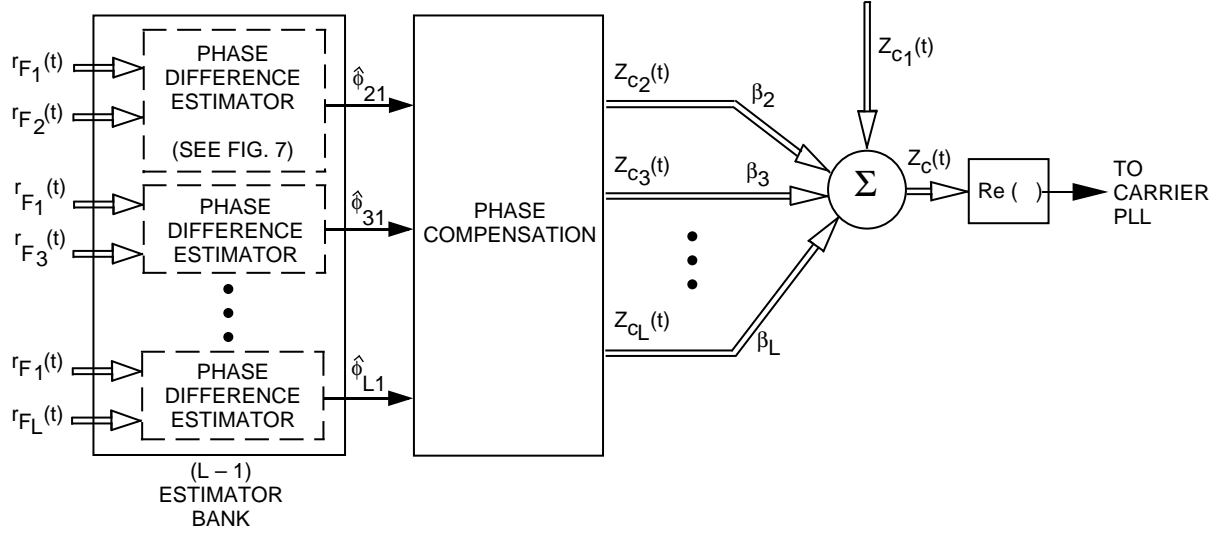 r_F1(t)
r_F2(t)
PHASE
DIFFERENCE
ESTIMATOR
(SEE FIG. 7)
ϕ̂21
r_F1(t)
r_F3(t)
PHASE
DIFFERENCE
ESTIMATOR
ϕ̂31
r_F1(t)
r_FL(t)
PHASE
DIFFERENCE
ESTIMATOR
ϕ̂L1
(L – 1)
ESTIMATOR
BANK
PHASE
COMPENSATION
Z_c2(t)
β2
Z_c3(t)
β3
Z_cL(t)
βL
Z_c1(t)
Σ
Z_c(t)
Re ( )
TO
CARRIER
PLL